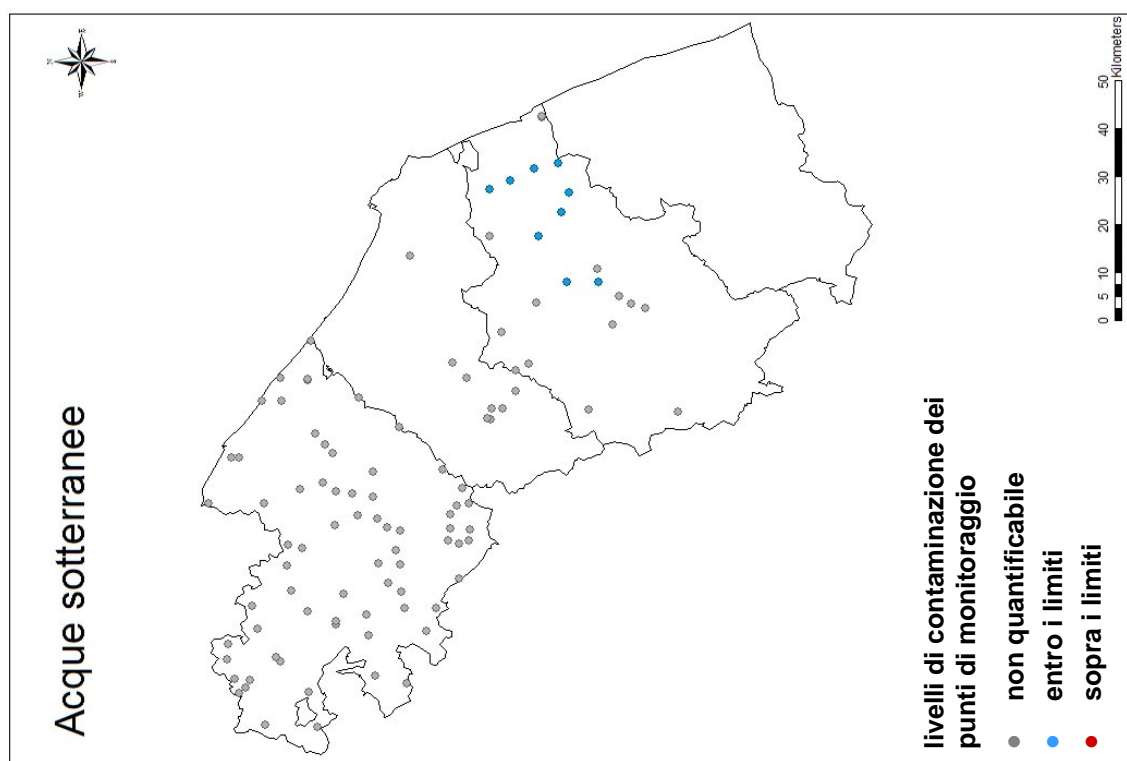 Acque sotterranee
N
E
S
W
livelli di contaminazione dei
punti di monitoraggio
non quantificabile
entro i limiti
sopra i limiti
0 5 10 20 30 40 50
Kilometers